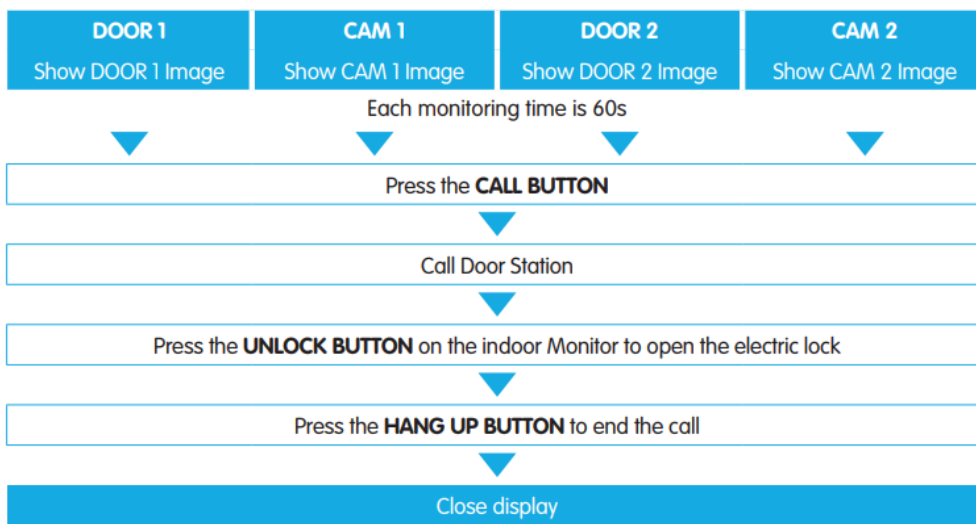 DOOR 1
CAM 1
DOOR 2
CAM 2
Show DOOR 1 Image
Show CAM 1 Image
Show DOOR 2 Image
Show CAM 2 Image
Each monitoring time is 60s
Press the CALL BUTTON
Call Door Station
Press the UNLOCK BUTTON on the indoor Monitor to open the electric lock
Press the HANG UP BUTTON to end the call
Close display